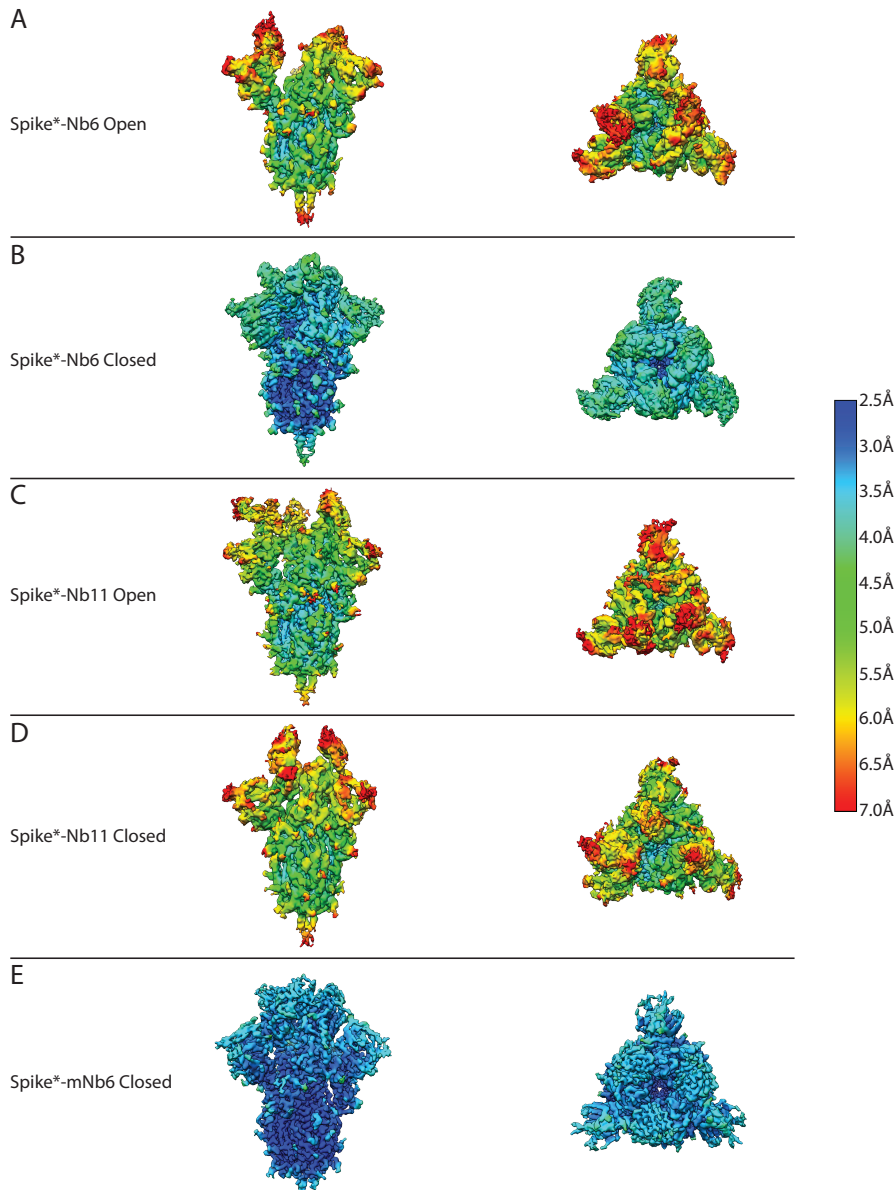 A
Spike*-Nb6 Open
B
Spike*-Nb6 Closed
C
Spike*-Nb11 Open
D
Spike*-Nb11 Closed
E
Spike*-mNb6 Closed
2.5Å
3.0Å
3.5Å
4.0Å
4.5Å
5.0Å
5.5Å
6.0Å
6.5Å
7.0Å